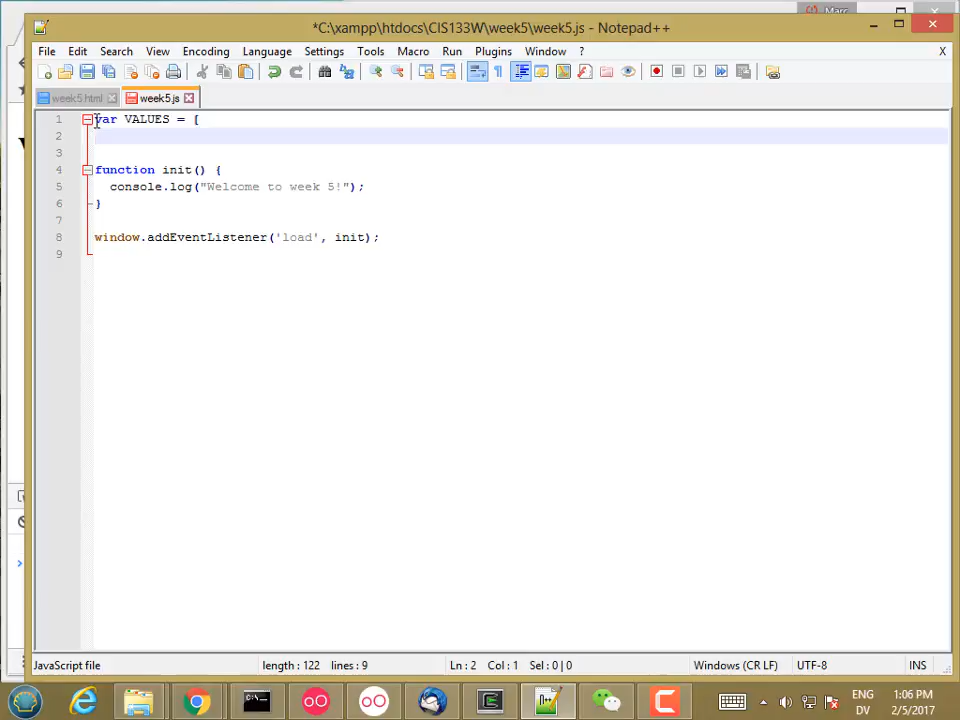 Marc
*C:\xampp\htdocs\CIS133W\week5\week5.js - Notepad++
File Edit Search View Encoding Language Settings Tools Macro Run Plugins Window ? X
week5.html week5.js
1 var VALUES = [
2
3
4 function init() {
5 console.log("Welcome to week 5!");
6 }
7
8 window.addEventListener('load', init);
9
JavaScript file length : 122 lines : 9 Ln : 2 Col : 1 Sel : 0 | 0 Windows (CR LF) UTF-8 INS
ENG 1:06 PM
DV 2/5/2017